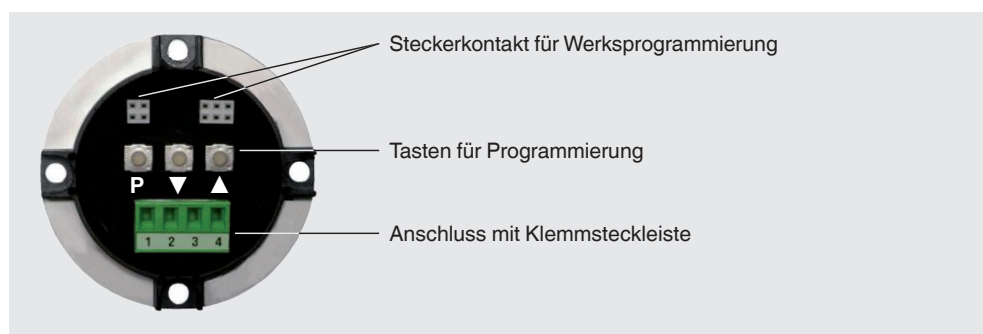 Steckerkontakt für Werksprogrammierung
Tasten für Programmierung
P ▼ ▲
Anschluss mit Klemmsteckleiste
1 2 3 4